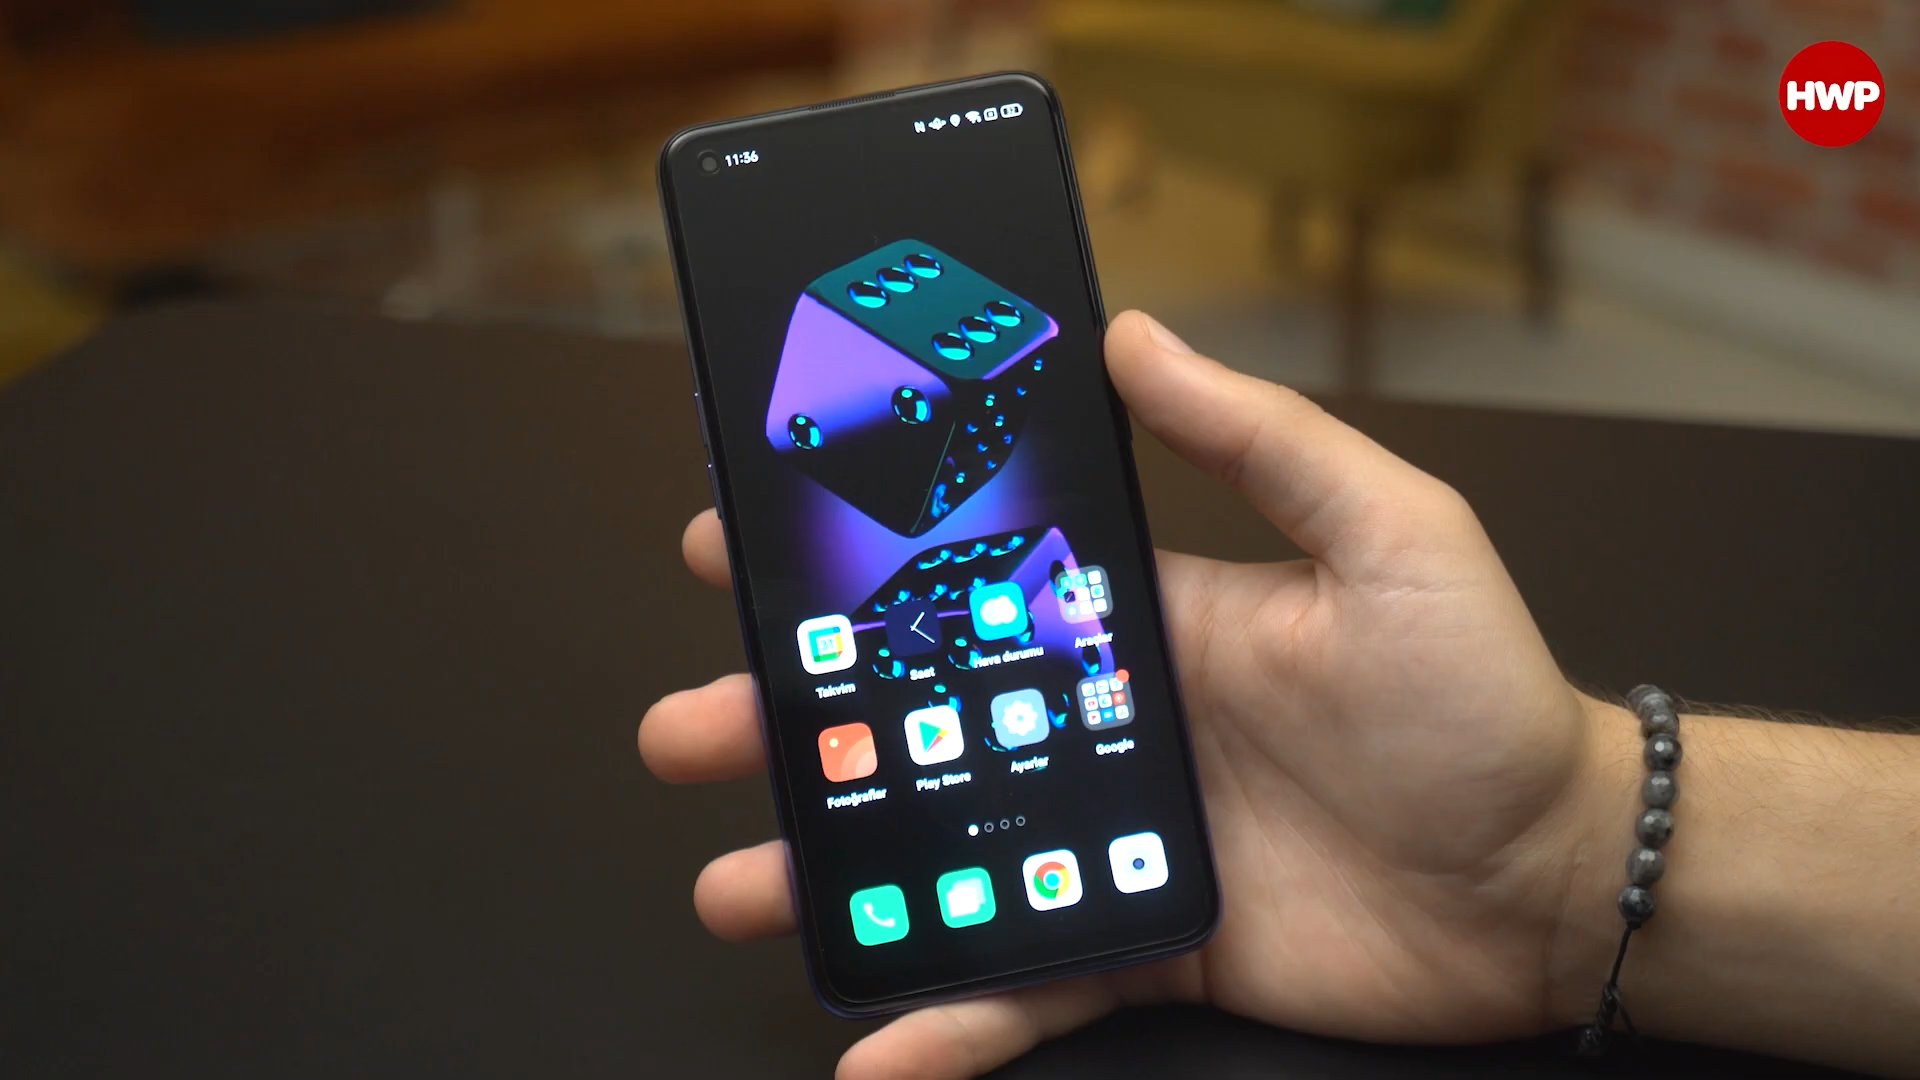 HWP
11:36
Takvim
Saat
Hava durumu
Araçlar
Fotoğraflar
Play Store
Ayarlar
Google